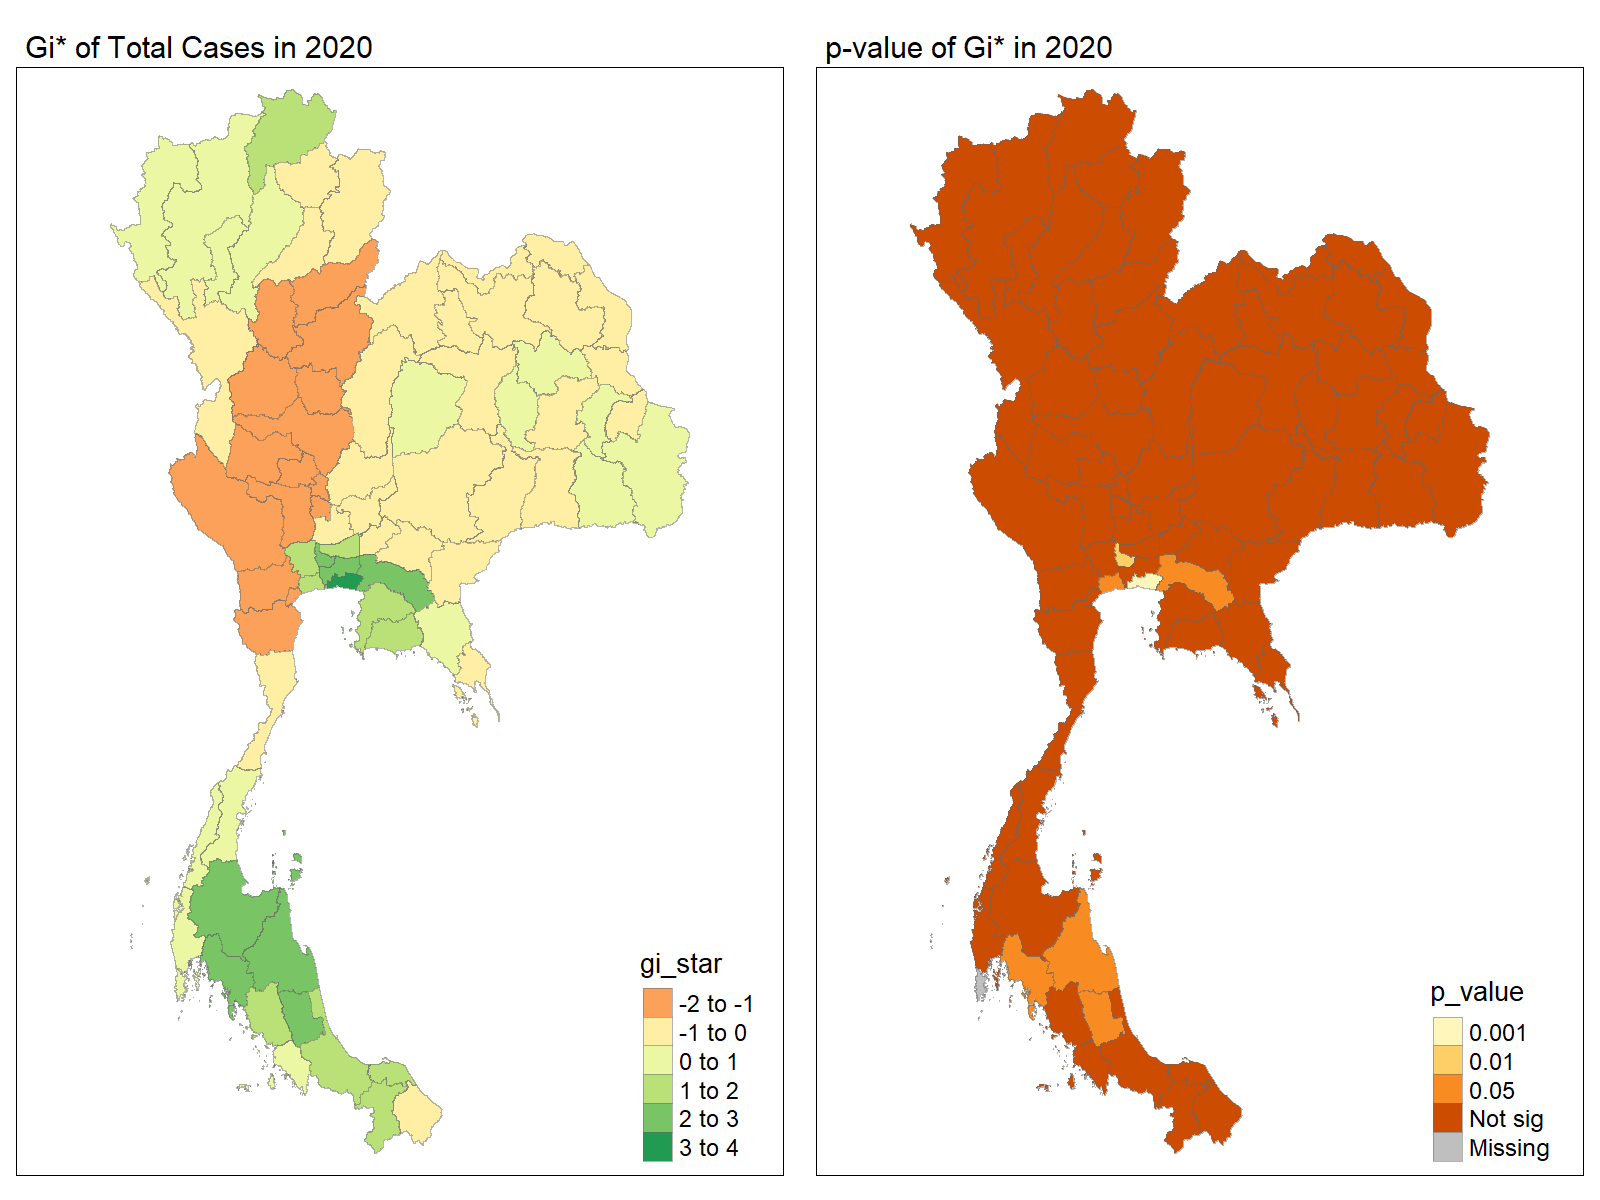 Gi* of Total Cases in 2020
p-value of Gi* in 2020
gi_star
-2 to -1
-1 to 0
0 to 1
1 to 2
2 to 3
3 to 4
p_value
0.001
0.01
0.05
Not sig
Missing